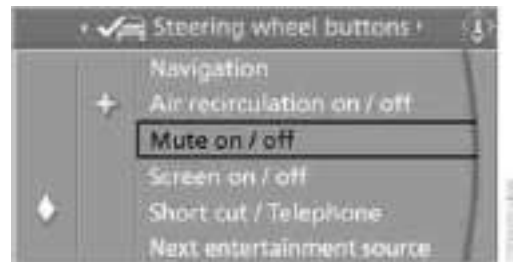 Steering wheel buttons
Navigation
Air recirculation on / off
Mute on / off
Screen on / off
Short cut / Telephone
Next entertainment source